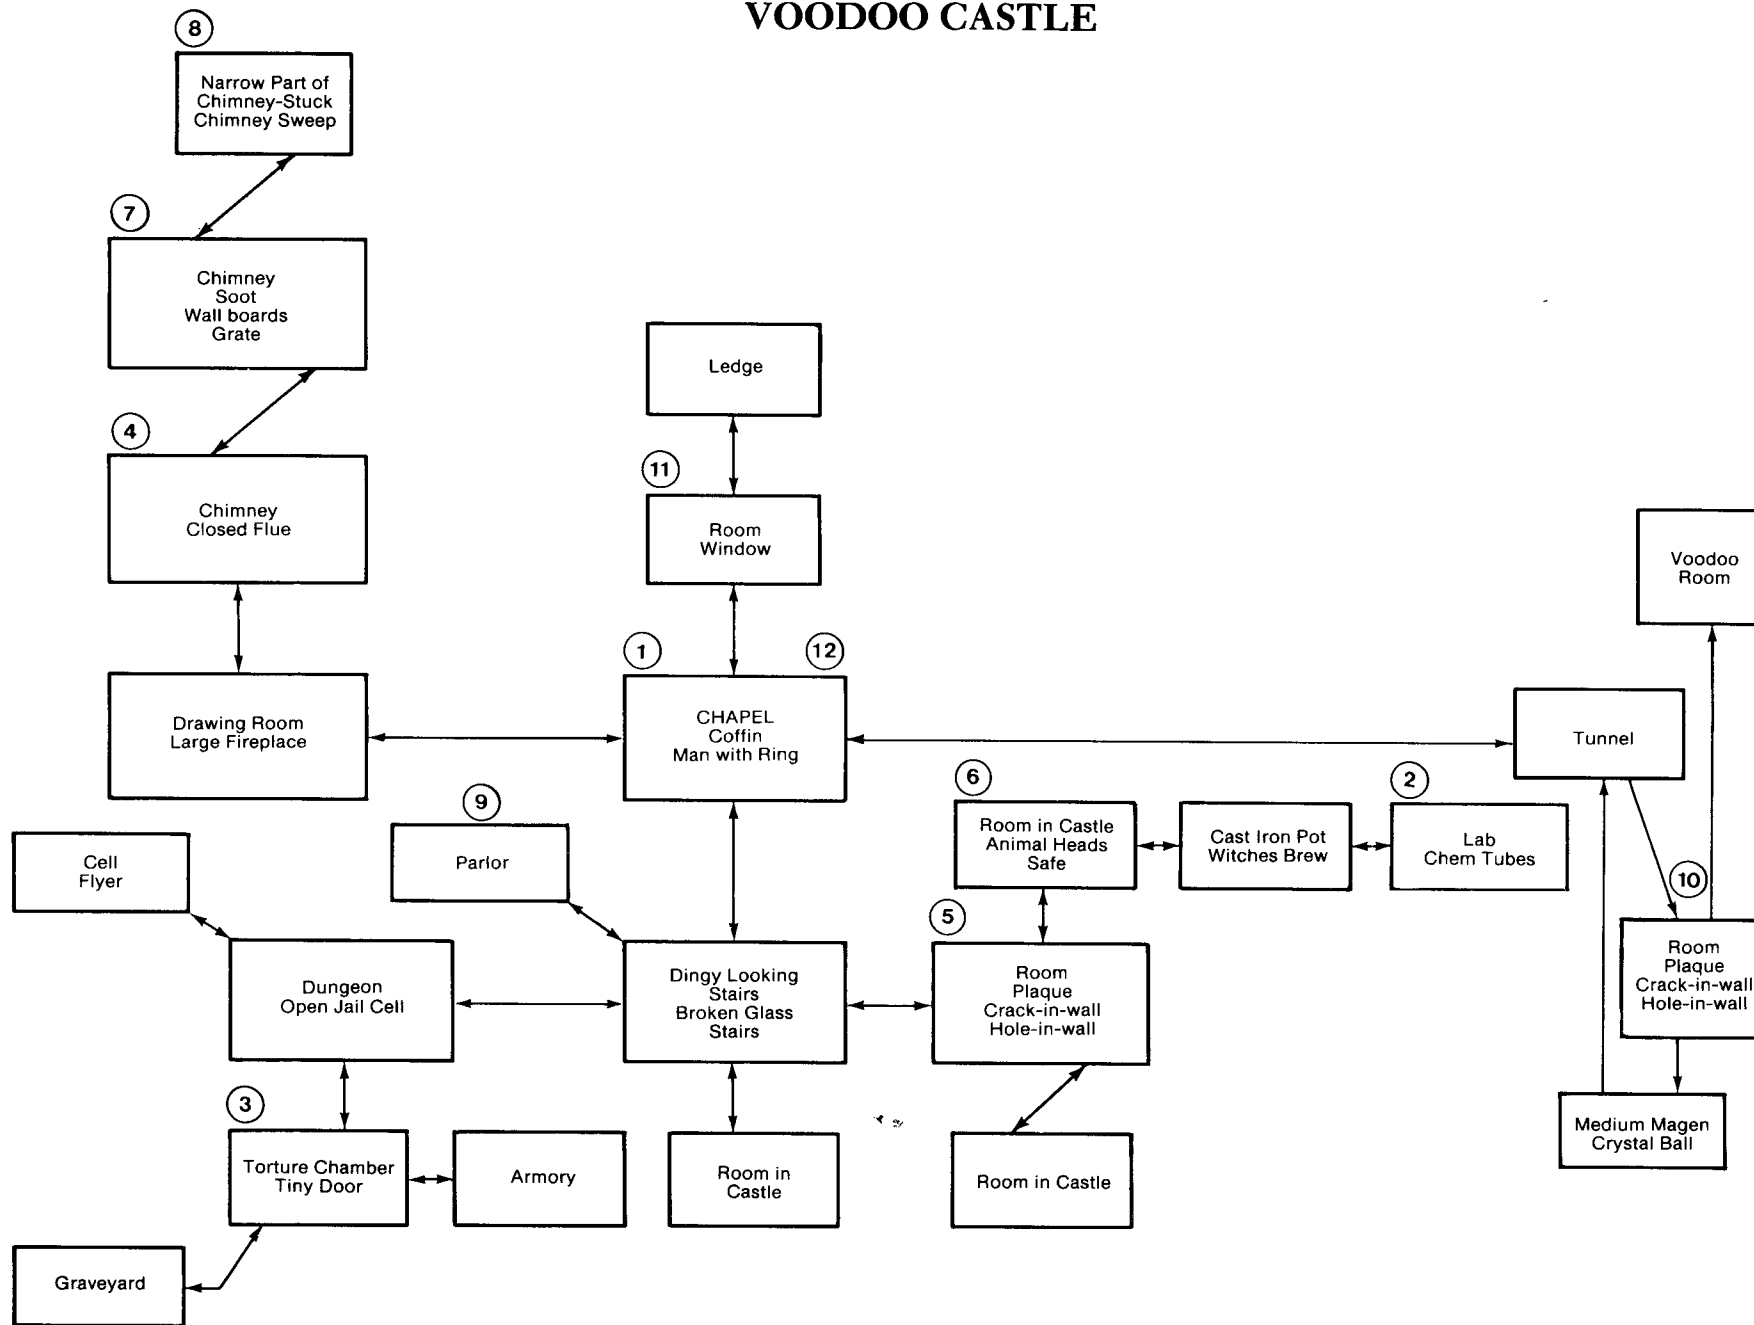 VOODOO CASTLE
8
Narrow Part of
Chimney-Stuck
Chimney Sweep
7
Chimney
Soot
Wall boards
Grate
Ledge
4
Chimney
Closed Flue
11
Room
Window
Voodoo
Room
1
12
Drawing Room
Large Fireplace
CHAPEL
Coffin
Man with Ring
Tunnel
6
2
9
Cell
Flyer
Parlor
Room in Castle
Animal Heads
Safe
Cast Iron Pot
Witches Brew
Lab
Chem Tubes
10
5
Dungeon
Open Jail Cell
Dingy Looking
Stairs
Broken Glass
Stairs
Room
Plaque
Crack-in-wall
Hole-in-wall
Room
Plaque
Crack-in-wall
Hole-in-wall
3
Torture Chamber
Tiny Door
Armory
Room in
Castle
Room in Castle
Medium Magen
Crystal Ball
Graveyard